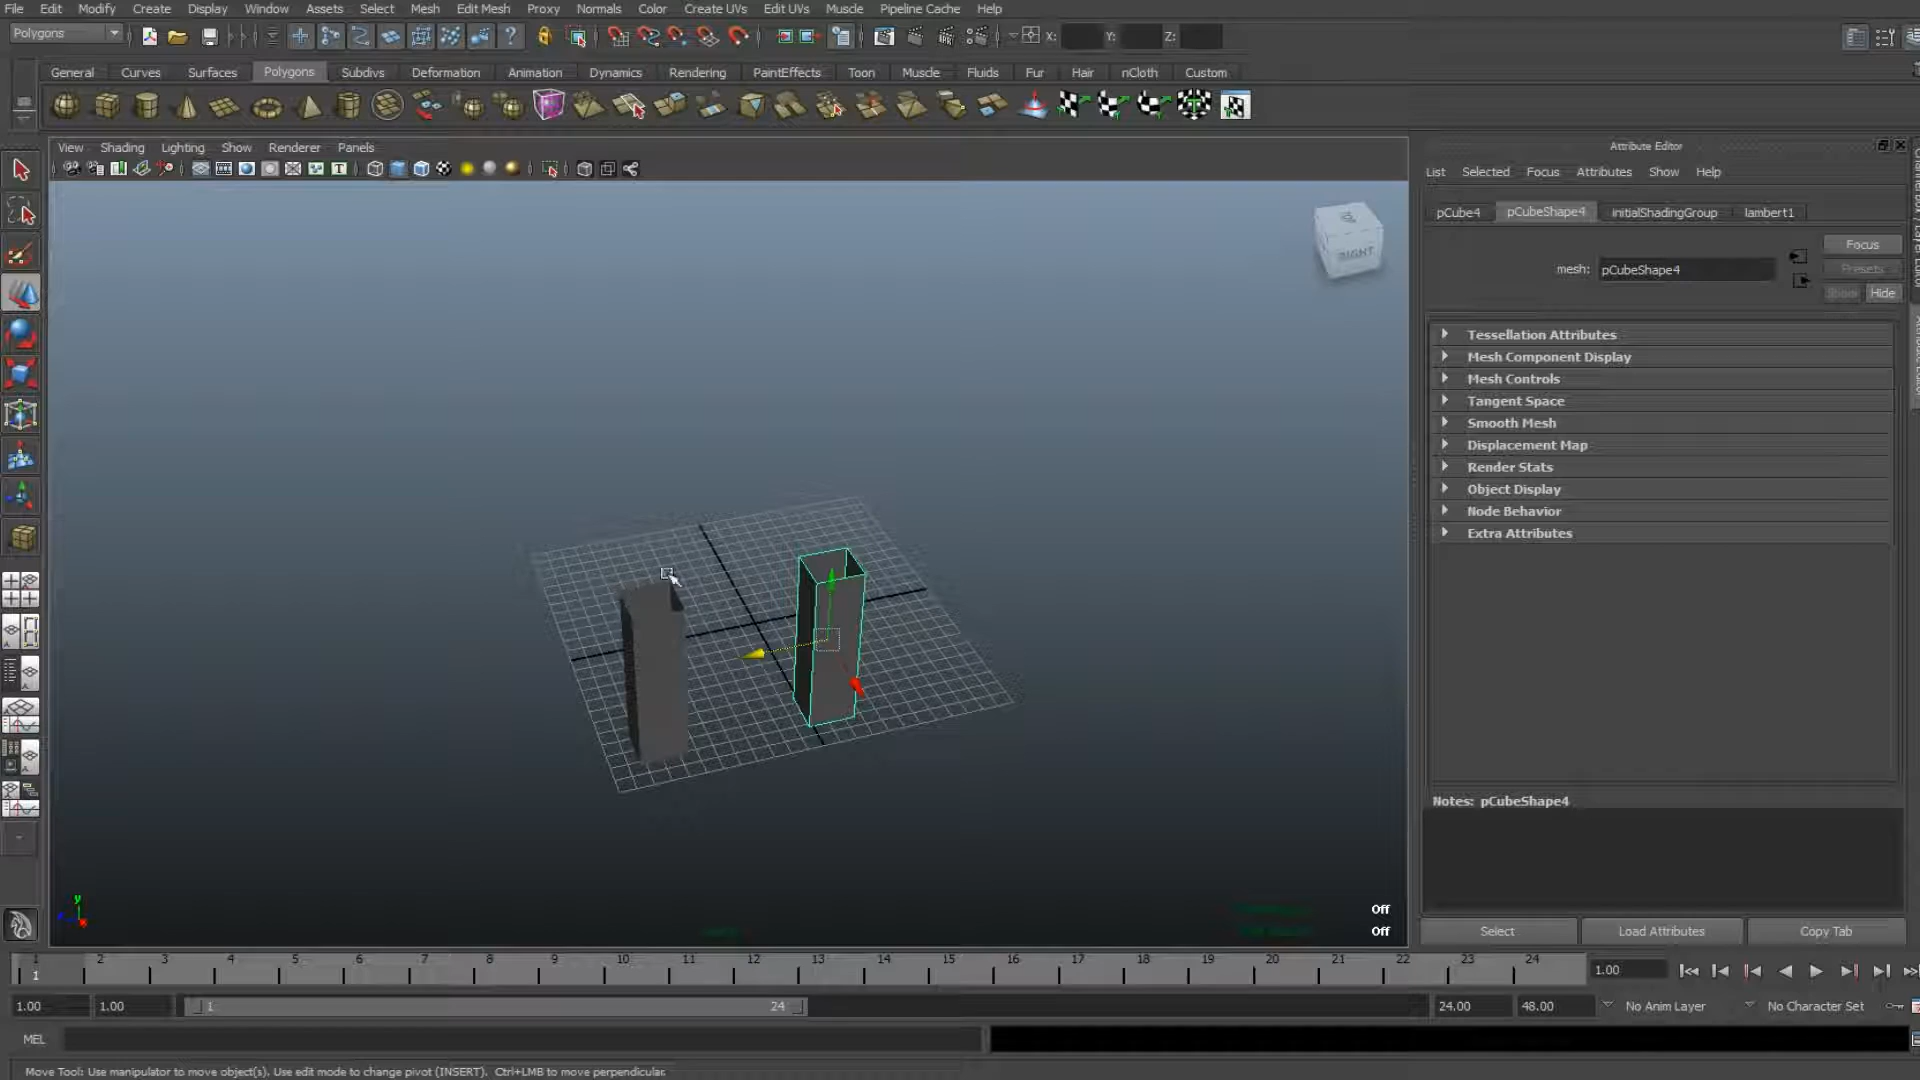 File Edit Modify Create Display Window Assets Select Mesh Edit Mesh Proxy Normals Color Create UVs Edit UVs Muscle Pipeline Cache Help
Polygons X: Y: Z:
General Curves Surfaces Polygons Subdivs Deformation Animation Dynamics Rendering PaintEffects Toon Muscle Fluids Fur Hair nCloth Custom
View Shading Lighting Show Renderer Panels
Attribute Editor
List Selected Focus Attributes Show Help
pCube4 pCubeShape4 initialShadingGroup lambert1
Focus
mesh: pCubeShape4
Presets
Show Hide
RIGHT
Tessellation Attributes
Mesh Component Display
Mesh Controls
Tangent Space
Smooth Mesh
Displacement Map
Render Stats
Object Display
Node Behavior
Extra Attributes
Notes: pCubeShape4
y
Off
Off
Select Load Attributes Copy Tab
1 2 3 4 5 6 7 8 9 10 11 12 13 14 15 16 17 18 19 20 21 22 23 24
1 1.00
1.00 1.00 1 24 24.00 48.00 No Anim Layer No Character Set
MEL
Move Tool: Use manipulator to move object(s). Use edit mode to change pivot (INSERT). Ctrl+LMB to move perpendicular.